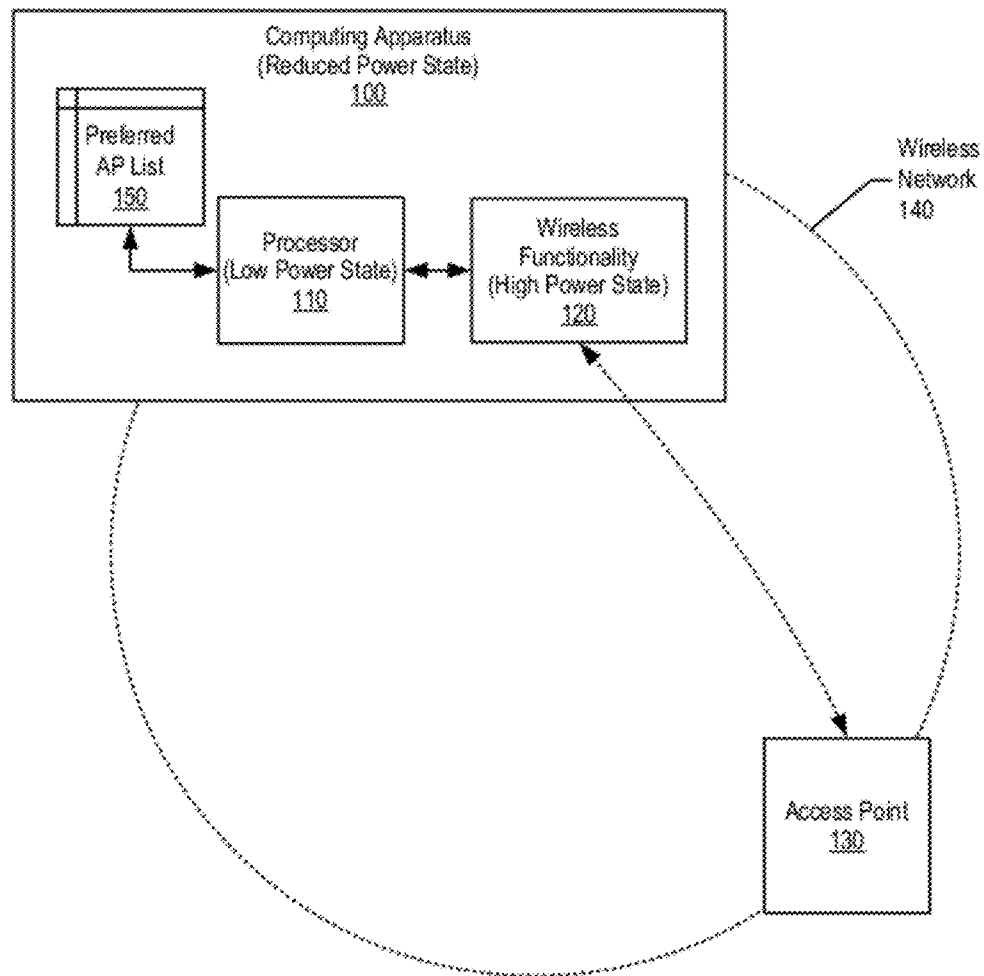 Computing Apparatus
(Reduced Power State)
100
Preferred
AP List
150
Processor
(Low Power State)
110
Wireless
Functionality
(High Power State)
120
Wireless
Network
140
Access Point
130